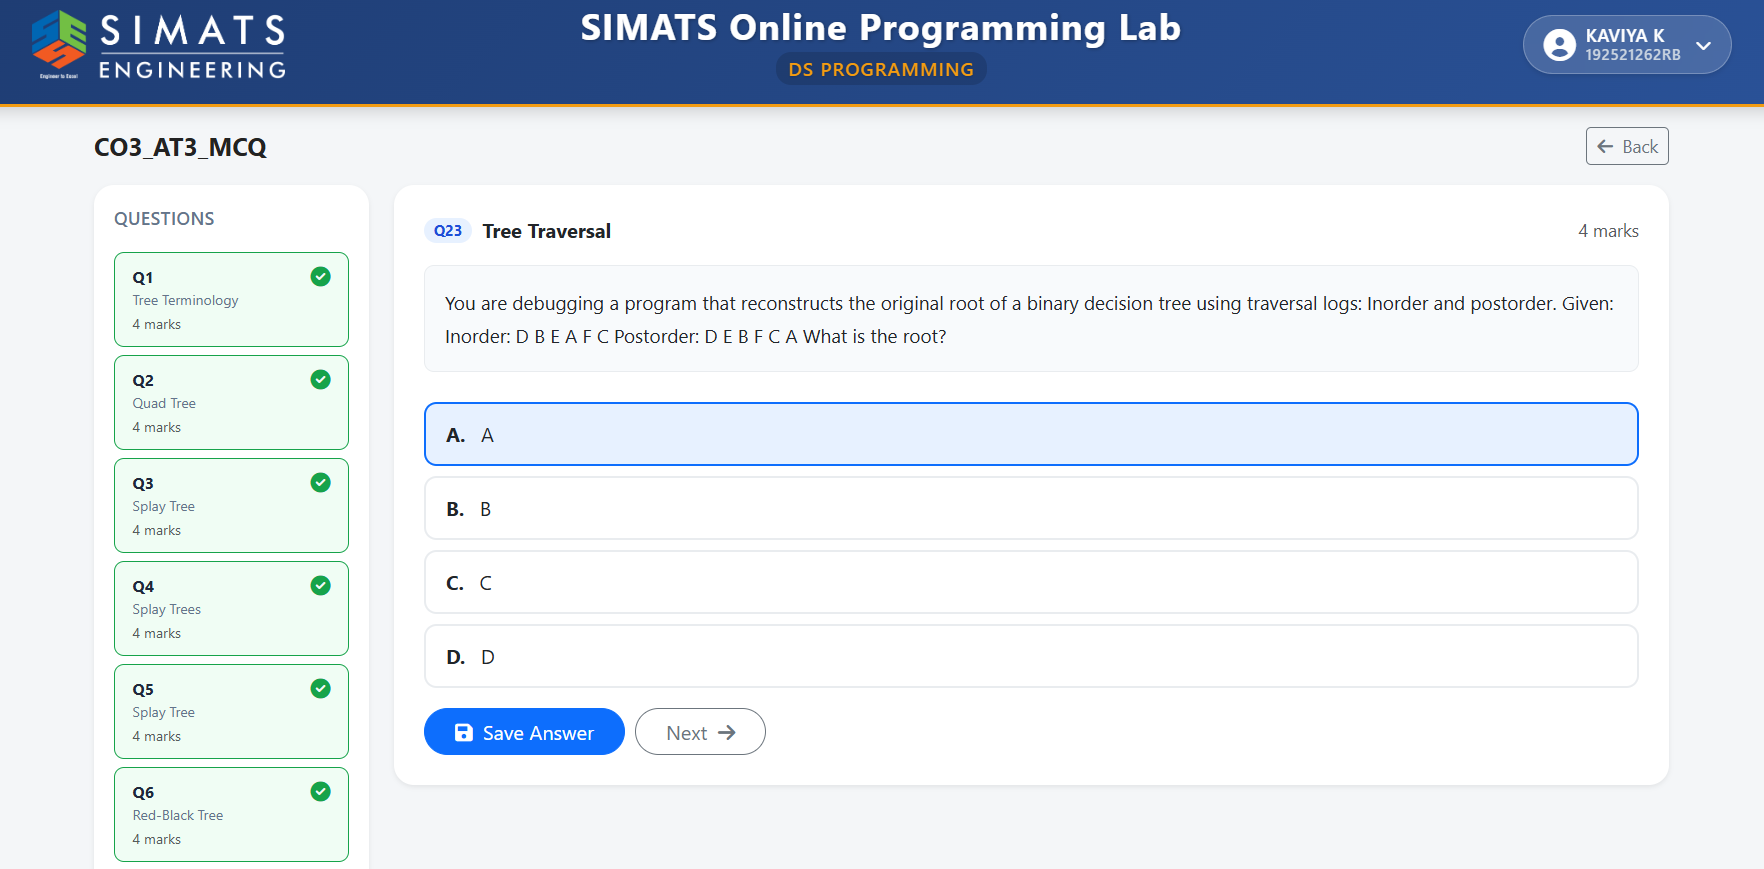 SIMATS
ENGINEERING
Engineer to Excel
SIMATS Online Programming Lab
DS PROGRAMMING
KAVIYA K
192521262RB
CO3_AT3_MCQ
Back
QUESTIONS
Q1
Tree Terminology
4 marks
Q2
Quad Tree
4 marks
Q3
Splay Tree
4 marks
Q4
Splay Trees
4 marks
Q5
Splay Tree
4 marks
Q6
Red-Black Tree
4 marks
Q23 Tree Traversal
4 marks
You are debugging a program that reconstructs the original root of a binary decision tree using traversal logs: Inorder and postorder. Given:
Inorder: D B E A F C Postorder: D E B F C A What is the root?
A. A
B. B
C. C
D. D
Save Answer
Next